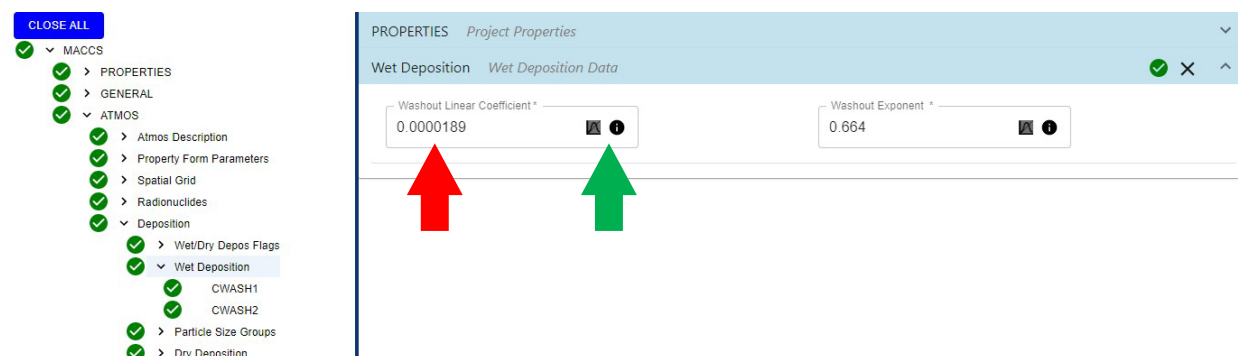 CLOSE ALL
MACCS
PROPERTIES
GENERAL
ATMOS
Atmos Description
Property Form Parameters
Spatial Grid
Radionuclides
Deposition
Wet/Dry Depos Flags
Wet Deposition
CWASH1
CWASH2
Particle Size Groups
Dry Deposition
PROPERTIES Project Properties
Wet Deposition Wet Deposition Data
Washout Linear Coefficient *
0.0000189
Washout Exponent *
0.664